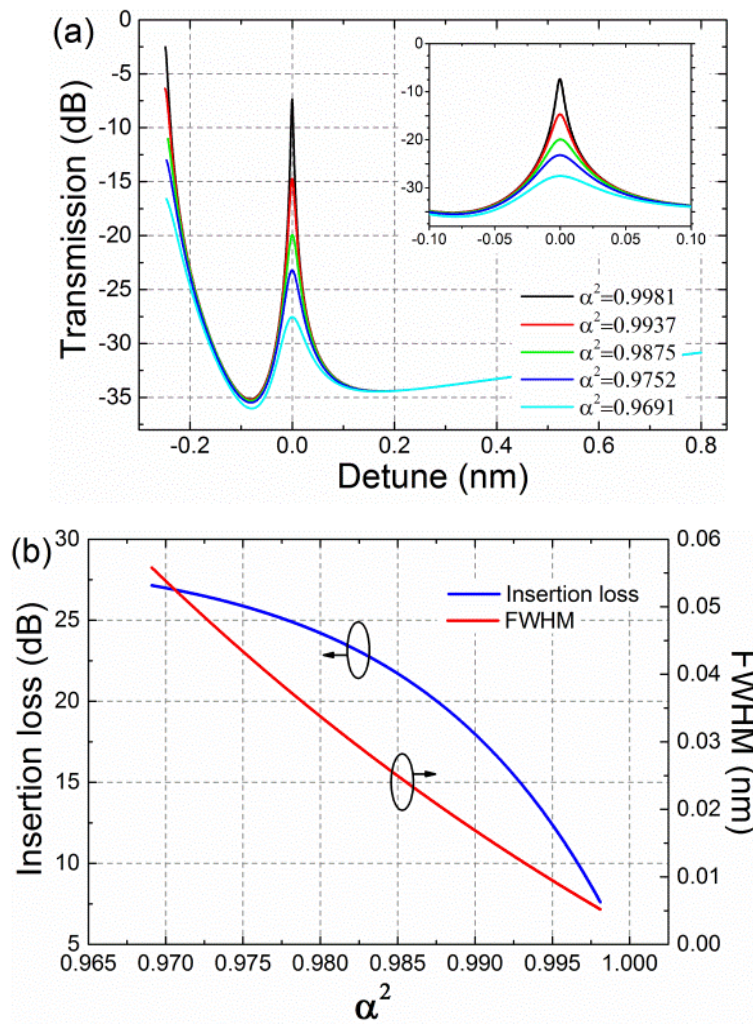 (a)
Transmission (dB)
0
-5
-10
-15
-20
-25
-30
-35
-0.2 0.0 0.2 0.4 0.6 0.8
Detune (nm)
0
-10
-20
-30
-0.10 -0.05 0.00 0.05 0.10
α²=0.9981
α²=0.9937
α²=0.9875
α²=0.9752
α²=0.9691
(b)
Insertion loss (dB)
30
25
20
15
10
5
0.965 0.970 0.975 0.980 0.985 0.990 0.995 1.000
α²
Insertion loss
FWHM
0.06
0.05
0.04
0.03
0.02
0.01
0.00
FWHM (nm)